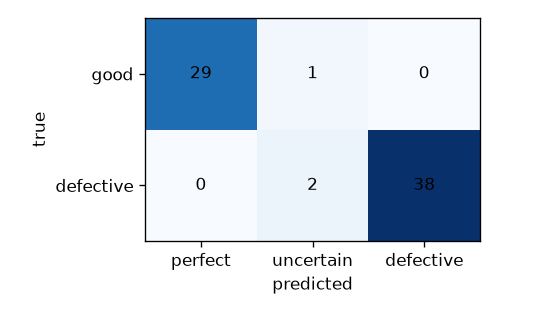 good 29 1 0
true
defective 0 2 38
perfect uncertain defective
predicted